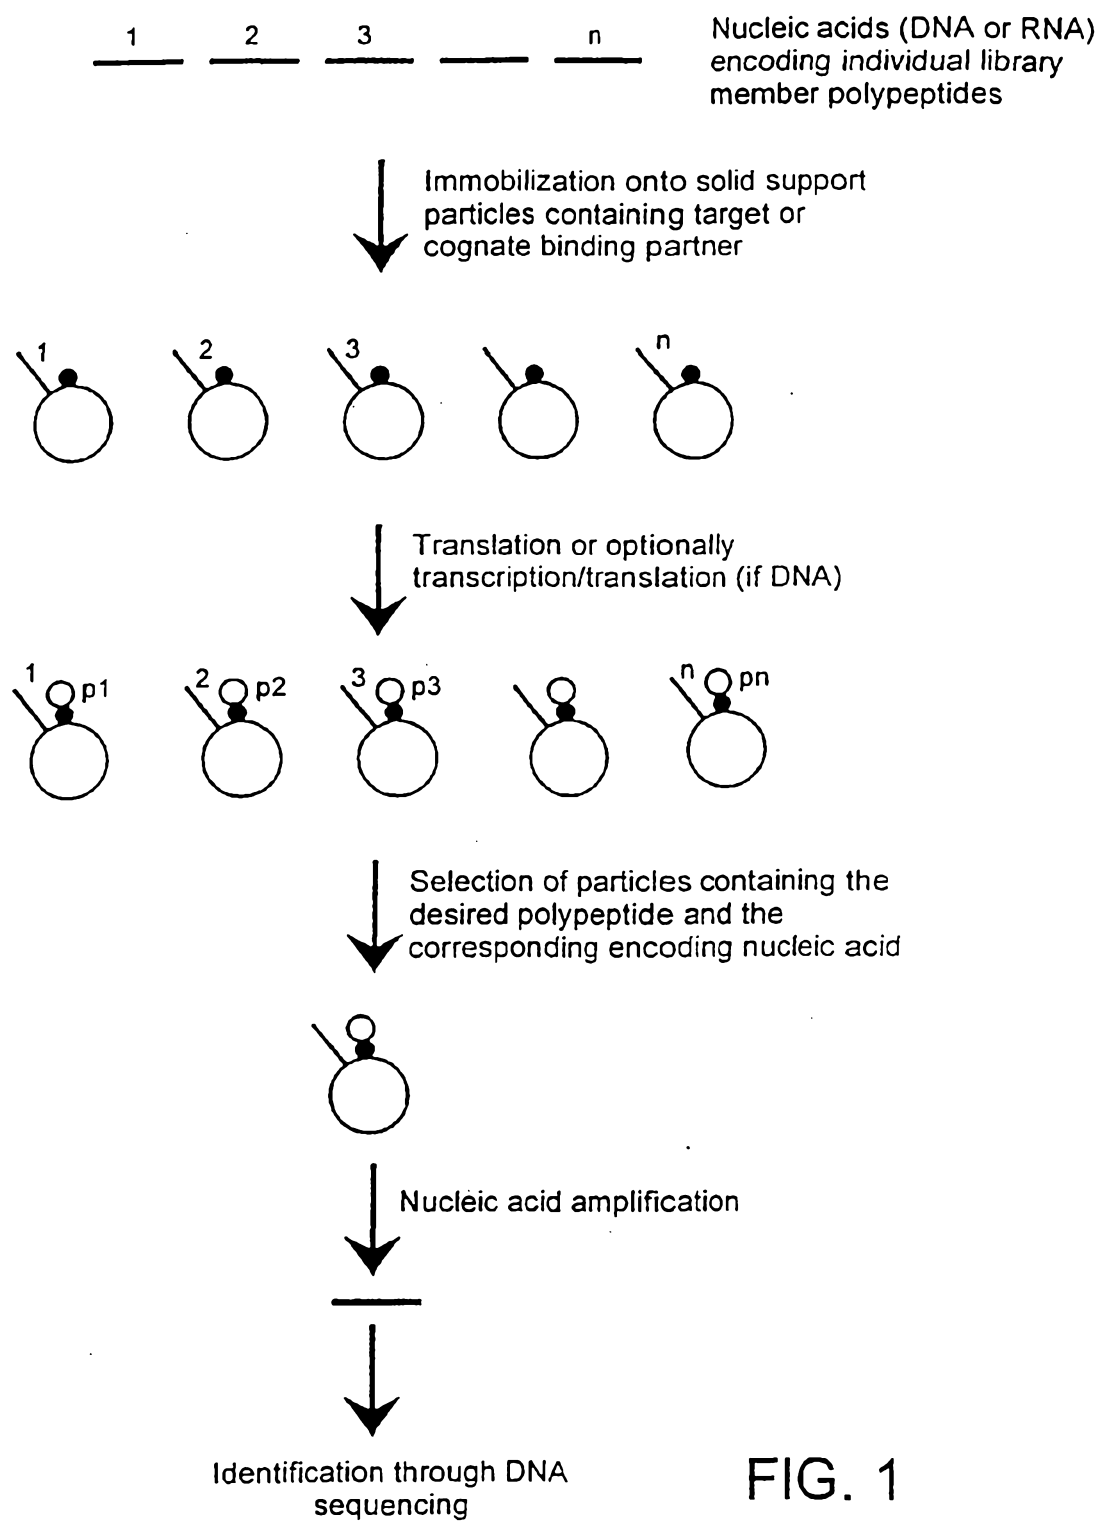 1 2 3 n
Nucleic acids (DNA or RNA)
encoding individual library
member polypeptides
Immobilization onto solid support
particles containing target or
cognate binding partner
1 2 3 n
Translation or optionally
transcription/translation (if DNA)
1 p1 2 p2 3 p3 n pn
Selection of particles containing the
desired polypeptide and the
corresponding encoding nucleic acid
Nucleic acid amplification
Identification through DNA
sequencing
FIG. 1